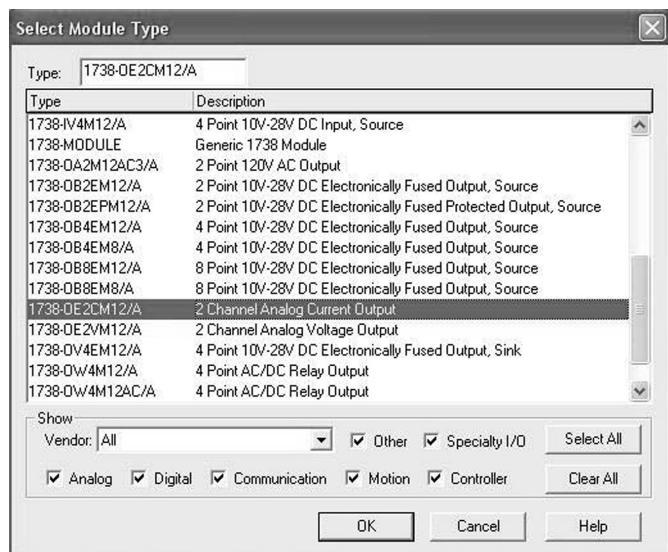 Select Module Type
Type: 1738-OE2CM12/A
Type Description
1738-IV4M12/A 4 Point 10V-28V DC Input, Source
1738-MODULE Generic 1738 Module
1738-OA2M12AC3/A 2 Point 120V AC Output
1738-OB2EM12/A 2 Point 10V-28V DC Electronically Fused Output, Source
1738-OB2EPM12/A 2 Point 10V-28V DC Electronically Fused Protected Output, Source
1738-OB4EM12/A 4 Point 10V-28V DC Electronically Fused Output, Source
1738-OB4EM8/A 4 Point 10V-28V DC Electronically Fused Output, Source
1738-OB8EM12/A 8 Point 10V-28V DC Electronically Fused Output, Source
1738-OB8EM8/A 8 Point 10V-28V DC Electronically Fused Output, Source
1738-OE2CM12/A 2 Channel Analog Current Output
1738-OE2VM12/A 2 Channel Analog Voltage Output
1738-OV4EM12/A 4 Point 10V-28V DC Electronically Fused Output, Sink
1738-OW4M12/A 4 Point AC/DC Relay Output
1738-OW4M12AC/A 4 Point AC/DC Relay Output
Show
Vendor: All Other Specialty I/O Select All
Analog Digital Communication Motion Controller Clear All
OK Cancel Help